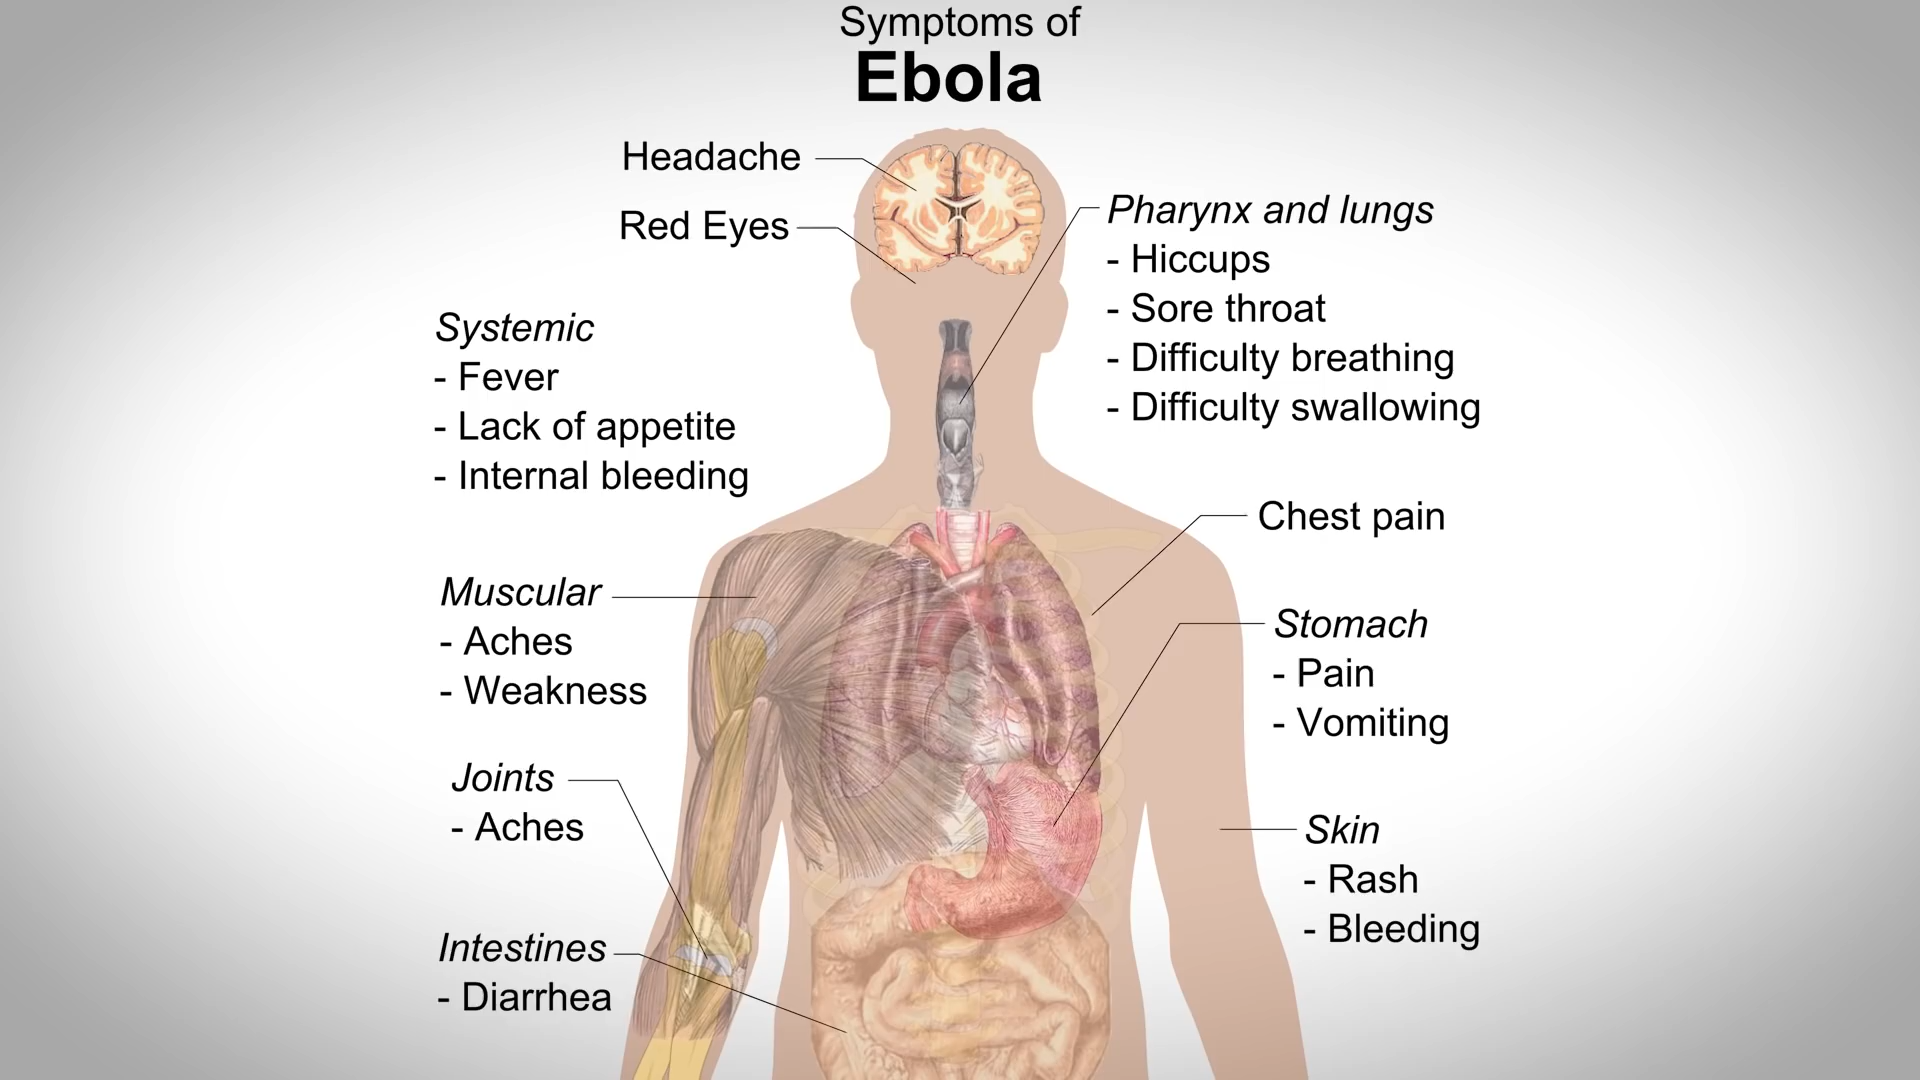 Symptoms of
Ebola
Headache
Red Eyes
Systemic
- Fever
- Lack of appetite
- Internal bleeding
Muscular
- Aches
- Weakness
Joints
- Aches
Intestines
- Diarrhea
Pharynx and lungs
- Hiccups
- Sore throat
- Difficulty breathing
- Difficulty swallowing
Chest pain
Stomach
- Pain
- Vomiting
Skin
- Rash
- Bleeding